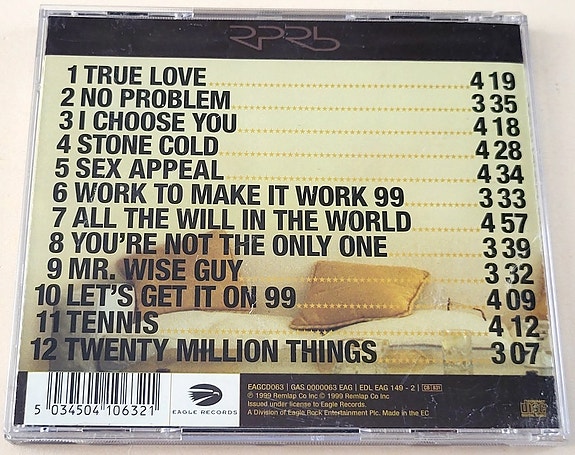 RPRb
1 TRUE LOVE 4 19
2 NO PROBLEM 3 35
3 I CHOOSE YOU 4 18
4 STONE COLD 4 28
5 SEX APPEAL 4 34
6 WORK TO MAKE IT WORK 99 3 33
7 ALL THE WILL IN THE WORLD 4 57
8 YOU'RE NOT THE ONLY ONE 3 39
9 MR. WISE GUY 3 32
10 LET'S GET IT ON 99 4 09
11 TENNIS 4 12
12 TWENTY MILLION THINGS 3 07
5 034504 106321
EAGLE RECORDS
EAGCD063 | GAS 0000063 EAG | EDL EAG 149 - 2 |
℗ 1999 Remlap Co Inc © 1999 Remlap Co Inc
Issued under license to Eagle Records.
A Division of Eagle Rock Entertainment Plc. Made in the EC